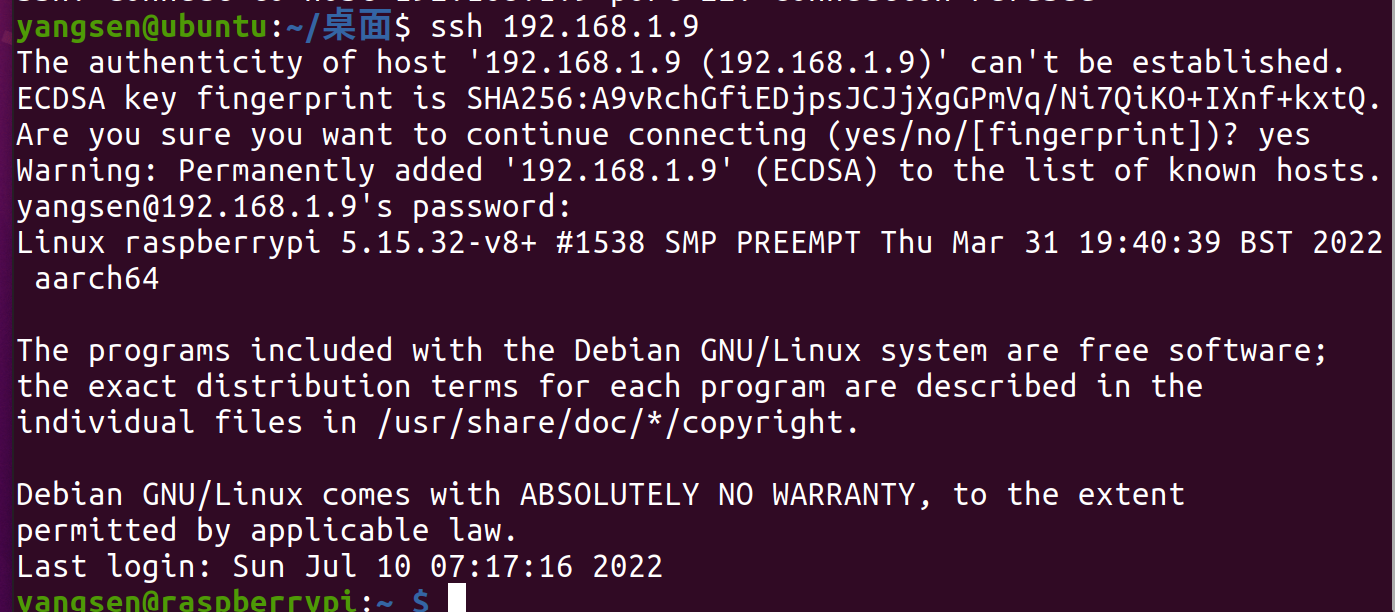 yangsen@ubuntu:~/桌面$ ssh 192.168.1.9
The authenticity of host '192.168.1.9 (192.168.1.9)' can't be established.
ECDSA key fingerprint is SHA256:A9vRchGfiEDjpsJCJjXgGPmVq/Ni7QiKO+IXnf+kxtQ.
Are you sure you want to continue connecting (yes/no/[fingerprint])? yes
Warning: Permanently added '192.168.1.9' (ECDSA) to the list of known hosts.
yangsen@192.168.1.9's password:
Linux raspberrypi 5.15.32-v8+ #1538 SMP PREEMPT Thu Mar 31 19:40:39 BST 2022
 aarch64
The programs included with the Debian GNU/Linux system are free software;
the exact distribution terms for each program are described in the
individual files in /usr/share/doc/*/copyright.
Debian GNU/Linux comes with ABSOLUTELY NO WARRANTY, to the extent
permitted by applicable law.
Last login: Sun Jul 10 07:17:16 2022
yangsen@raspberrypi:~ $